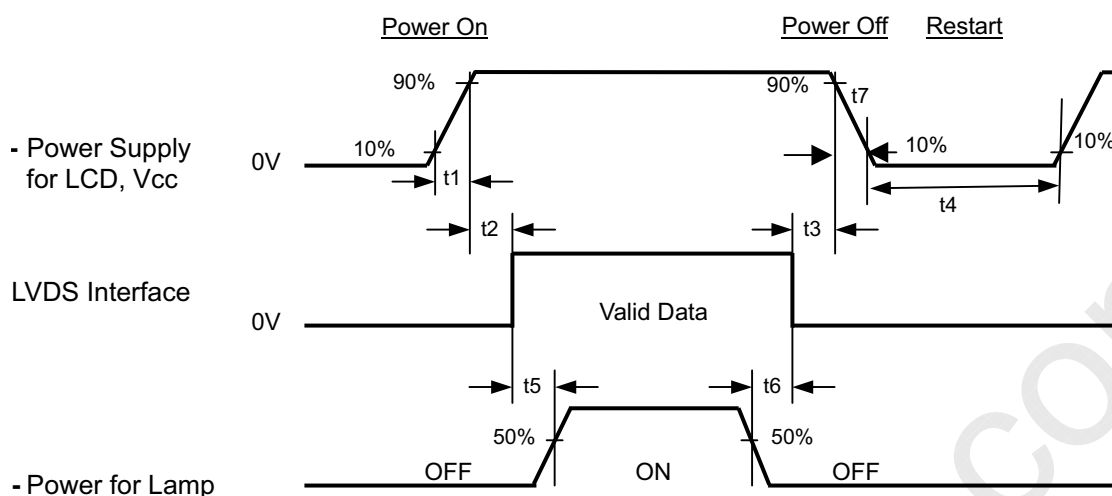 Power On
Power Off Restart
90%
90%
t7
- Power Supply
for LCD, Vcc
0V
10%
10%
10%
t1
t4
t2
t3
LVDS Interface
0V
Valid Data
t5
t6
50%
50%
- Power for Lamp
OFF
ON
OFF